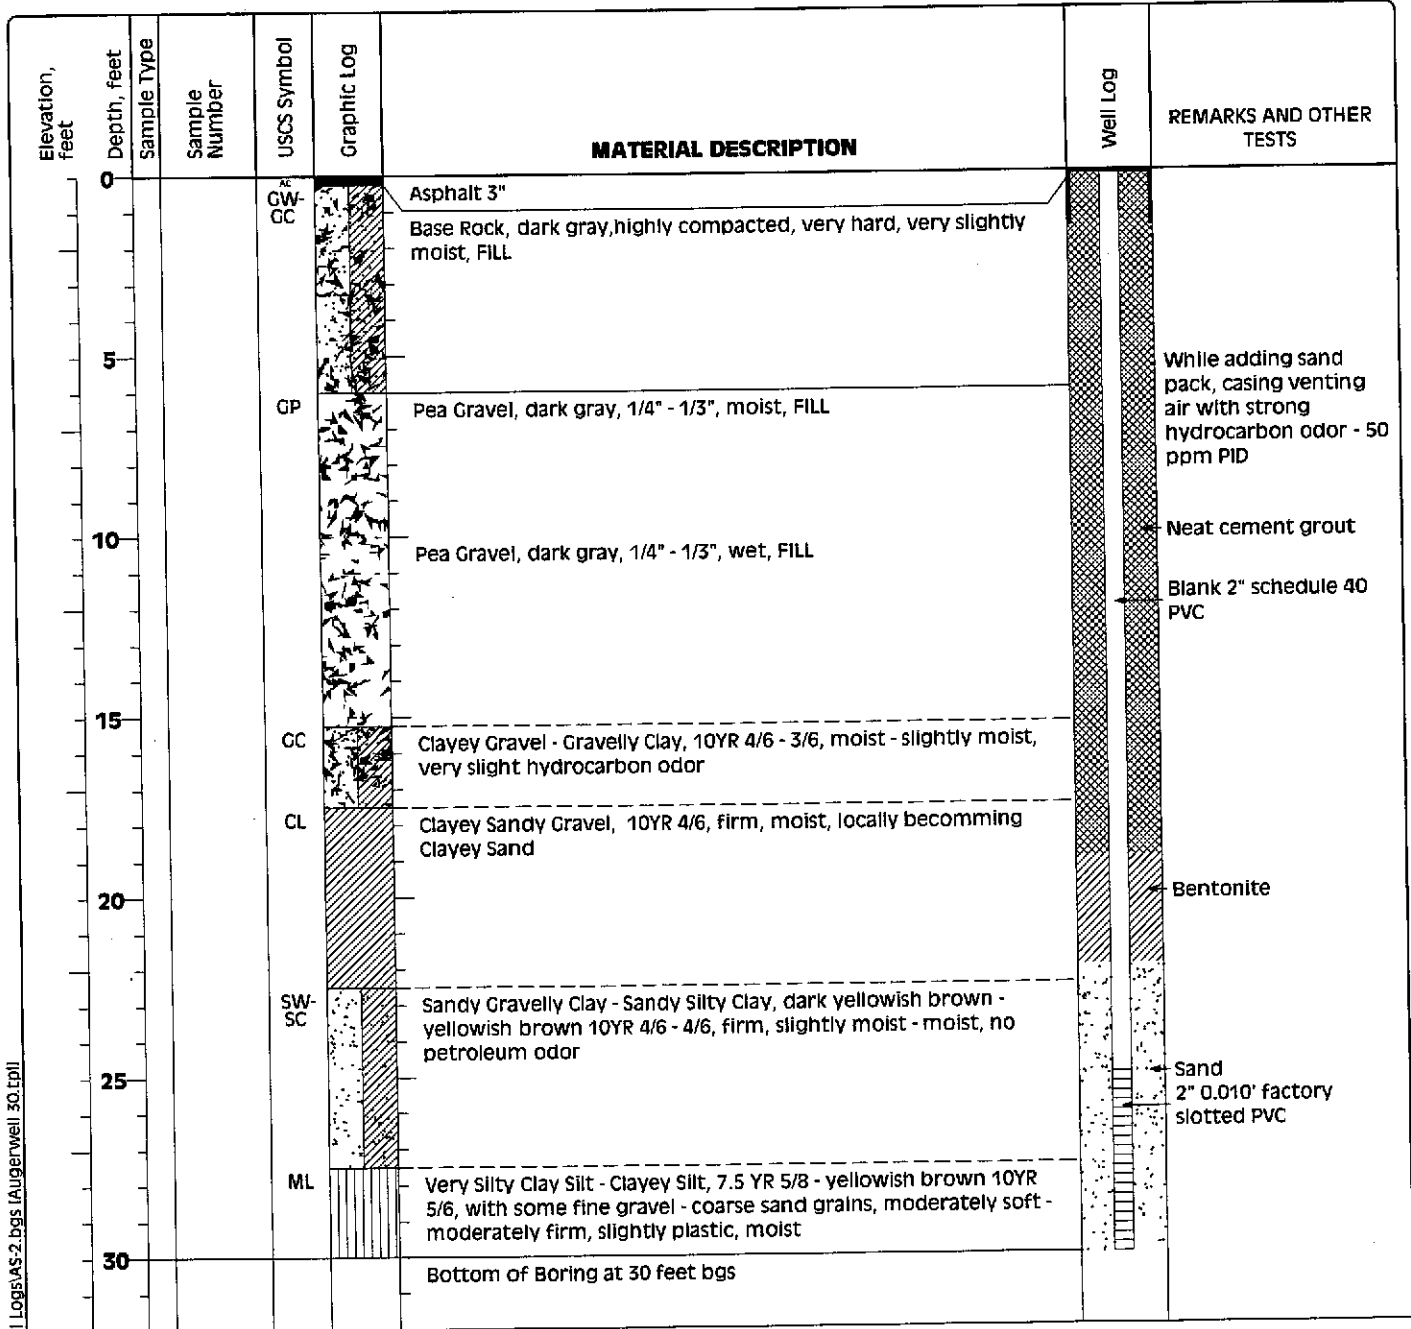 Elevation,
feet
Depth, feet
Sample Type
Sample
Number
USCS Symbol
Graphic Log
MATERIAL DESCRIPTION
Well Log
REMARKS AND OTHER
TESTS
0
AC
GW-
GC
Asphalt 3"
Base Rock, dark gray,highly compacted, very hard, very slightly
moist, FILL
5
While adding sand
pack, casing venting
air with strong
hydrocarbon odor - 50
ppm PID
GP
Pea Gravel, dark gray, 1/4" - 1/3", moist, FILL
10
Pea Gravel, dark gray, 1/4" - 1/3", wet, FILL
Neat cement grout
Blank 2" schedule 40
PVC
15
GC
Clayey Gravel - Gravelly Clay, 10YR 4/6 - 3/6, moist - slightly moist,
very slight hydrocarbon odor
CL
Clayey Sandy Gravel, 10YR 4/6, firm, moist, locally becomming
Clayey Sand
20
Bentonite
SW-
SC
Sandy Gravelly Clay - Sandy Silty Clay, dark yellowish brown -
yellowish brown 10YR 4/6 - 4/6, firm, slightly moist - moist, no
petroleum odor
25
Sand
2" 0.010' factory
slotted PVC
ML
Very Silty Clay Silt - Clayey Silt, 7.5 YR 5/8 - yellowish brown 10YR
5/6, with some fine gravel - coarse sand grains, moderately soft -
moderately firm, slightly plastic, moist
30
Bottom of Boring at 30 feet bgs
l Logs\AS-2.bgs [Augerwell 30.tpl]